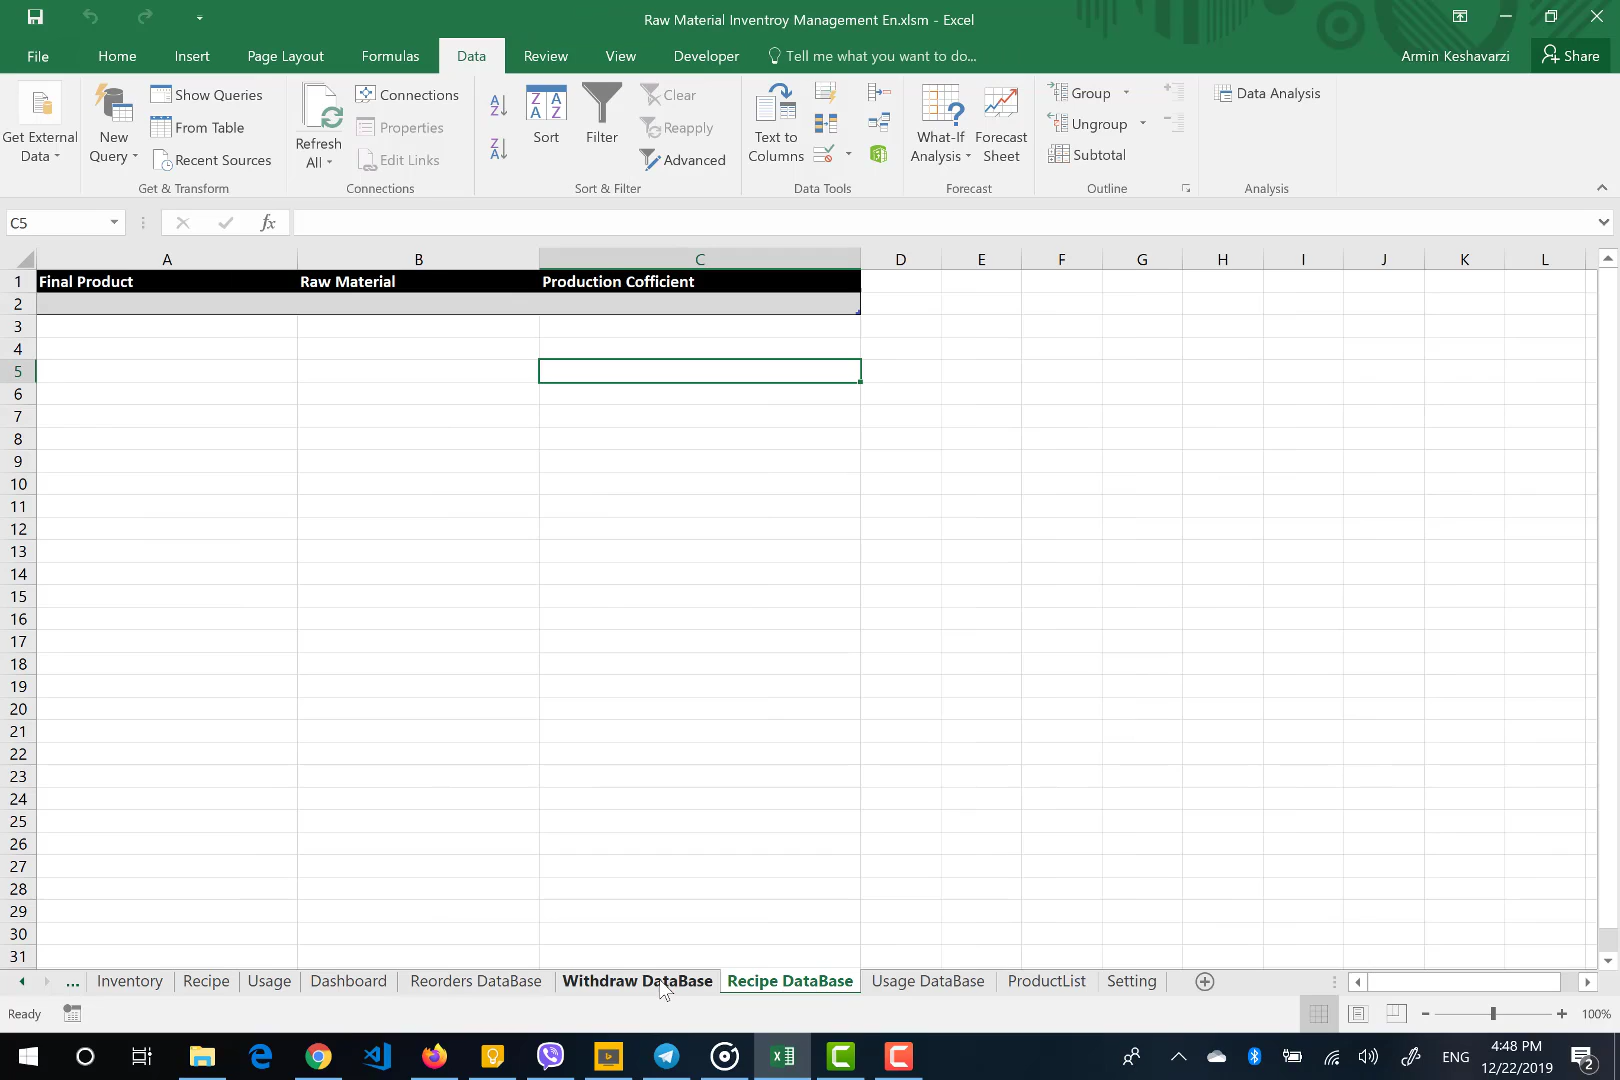 Raw Material Inventroy Management En.xlsm - Excel
File Home Insert Page Layout Formulas Data Review View Developer Tell me what you want to do... Armin Keshavarzi Share
Get External Data
New Query
Show Queries
From Table
Recent Sources
Get & Transform
Refresh All
Connections
Properties
Edit Links
Connections
Sort
Filter
Clear
Reapply
Advanced
Sort & Filter
Text to Columns
Data Tools
What-If Analysis
Forecast Sheet
Forecast
Group
Ungroup
Subtotal
Outline
Data Analysis
Analysis
C5 fx
A B C D E F G H I J K L
1 Final Product Raw Material Production Cofficient
2
3
4
5
6
7
8
9
10
11
12
13
14
15
16
17
18
19
20
21
22
23
24
25
26
27
28
29
30
31
... Inventory Recipe Usage Dashboard Reorders DataBase Withdraw DataBase Recipe DataBase Usage DataBase ProductList Setting
Ready 100%
ENG 4:48 PM
12/22/2019 2